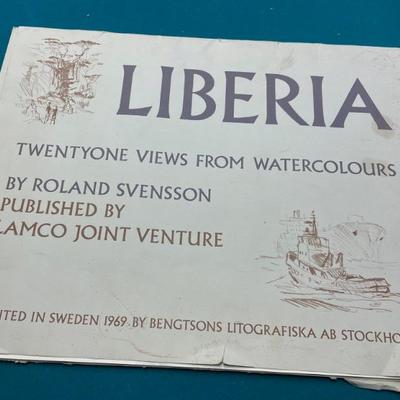 LIBERIA
TWENTYONE VIEWS FROM WATERCOLOURS
BY ROLAND SVENSSON
PUBLISHED BY
LAMCO JOINT VENTURE
NTED IN SWEDEN 1969 BY BENGTSONS LITOGRAFISKA AB STOCKHO